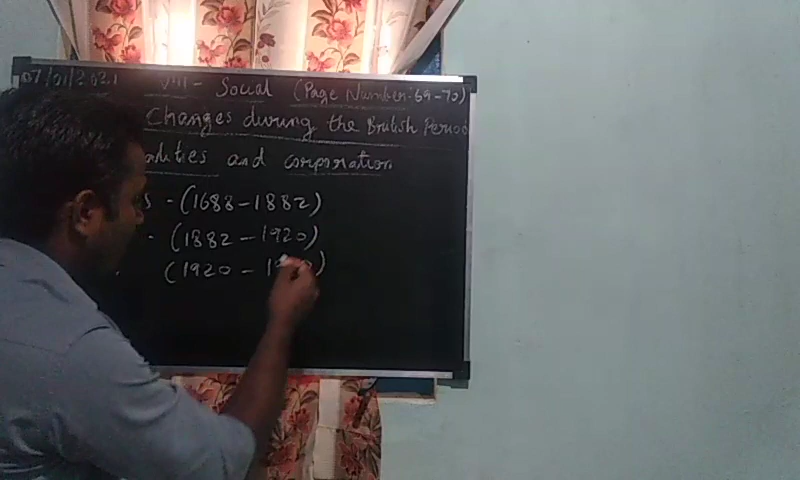 07/01/2021 VIII - Social (Page Number: 69-70)
Changes during the British Period
and corporation
S - (1688-1882)
- (1882-1920)
(1920 -